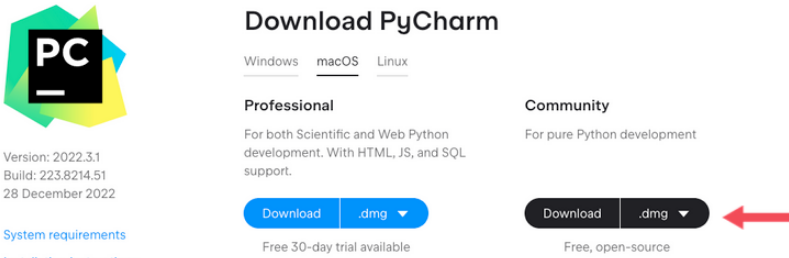 Download PyCharm
PC
Windows macOS Linux
Professional
For both Scientific and Web Python
development. With HTML, JS, and SQL
support.
Download .dmg
Free 30-day trial available
Community
For pure Python development
Download .dmg
Free, open-source
Version: 2022.3.1
Build: 223.8214.51
28 December 2022
System requirements